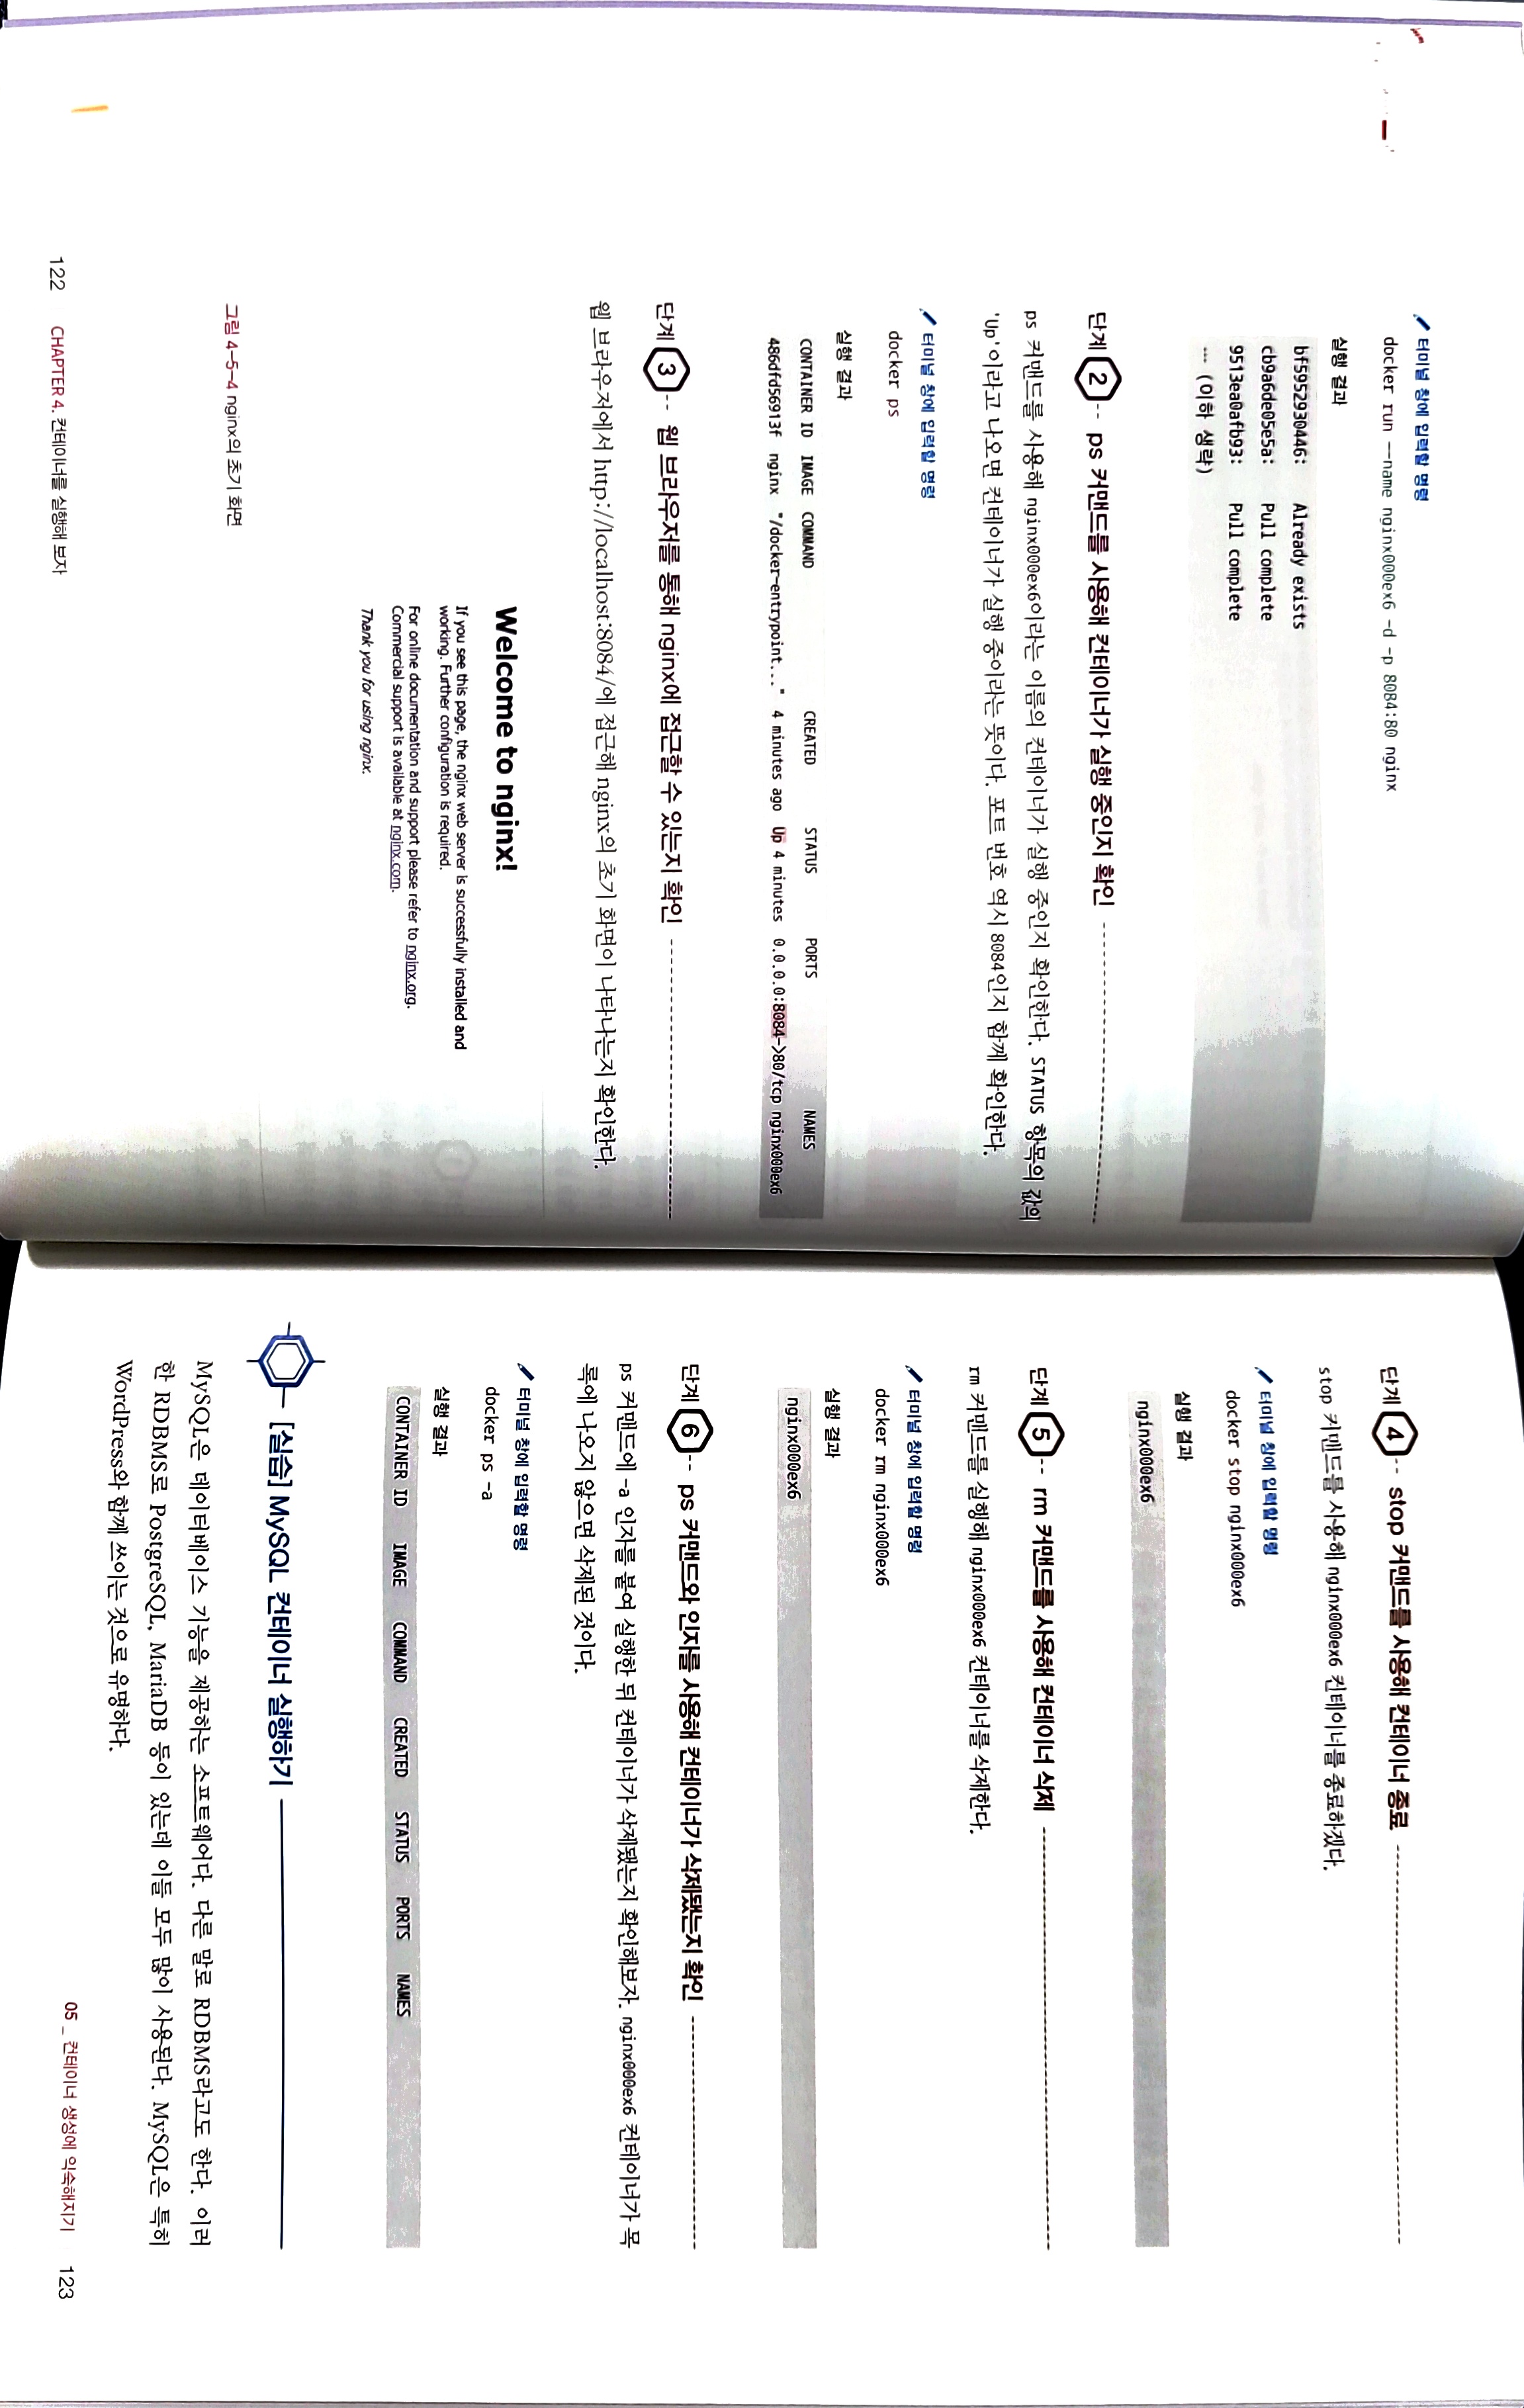 터미널 창에 입력할 명령
docker run --name nginx000ex6 -d -p 8084:80 nginx
실행 결과
bf5952930446: Already exists
cb9a6de05e5a: Pull complete
9513ea0afb93: Pull complete
… (이하 생략)
단계 2 ps 커맨드를 사용해 컨테이너가 실행 중인지 확인
ps 커맨드를 사용해 nginx000ex6이라는 이름의 컨테이너가 실행 중인지 확인한다. STATUS 항목의 값의
'Up'이라고 나오면 컨테이너가 실행 중이라는 뜻이다. 포트 번호 역시 8084인지 함께 확인한다.
터미널 창에 입력할 명령
docker ps
실행 결과
CONTAINER ID IMAGE COMMAND CREATED STATUS PORTS NAMES
486dfd56913f nginx "/docker-entrypoint..." 4 minutes ago Up 4 minutes 0.0.0.0:8084->80/tcp nginx000ex6
단계 3 웹 브라우저를 통해 nginx에 접근할 수 있는지 확인
웹 브라우저에서 http://localhost:8084/에 접근해 nginx의 초기 화면이 나타나는지 확인한다.
Welcome to nginx!
If you see this page, the nginx web server is successfully installed and
working. Further configuration is required.
For online documentation and support please refer to nginx.org.
Commercial support is available at nginx.com.
Thank you for using nginx.
그림 4-5-4 nginx의 초기 화면
122 CHAPTER 4. 컨테이너를 실행해 보자
단계 4 stop 커맨드를 사용해 컨테이너 종료
stop 커맨드를 사용해 nginx000ex6 컨테이너를 종료하겠다.
터미널 창에 입력할 명령
docker stop nginx000ex6
실행 결과
nginx000ex6
단계 5 rm 커맨드를 사용해 컨테이너 삭제
rm 커맨드를 실행해 nginx000ex6 컨테이너를 삭제한다.
터미널 창에 입력할 명령
docker rm nginx000ex6
실행 결과
nginx000ex6
단계 6 ps 커맨드와 인자를 사용해 컨테이너가 삭제됐는지 확인
ps 커맨드에 -a 인자를 붙여 실행한 뒤 컨테이너가 삭제됐는지 확인해보자. nginx000ex6 컨테이너가 목
록에 나오지 않으면 삭제된 것이다.
터미널 창에 입력할 명령
docker ps -a
실행 결과
CONTAINER ID IMAGE COMMAND CREATED STATUS PORTS NAMES
[실습] MySQL 컨테이너 실행하기
MySQL은 데이터베이스 기능을 제공하는 소프트웨어다. 다른 말로 RDBMS라고도 한다. 이러
한 RDBMS로 PostgreSQL, MariaDB 등이 있는데 이들 모두 많이 사용된다. MySQL은 특히
WordPress와 함께 쓰이는 것으로 유명하다.
05 _ 컨테이너 생성에 익숙해지기 123